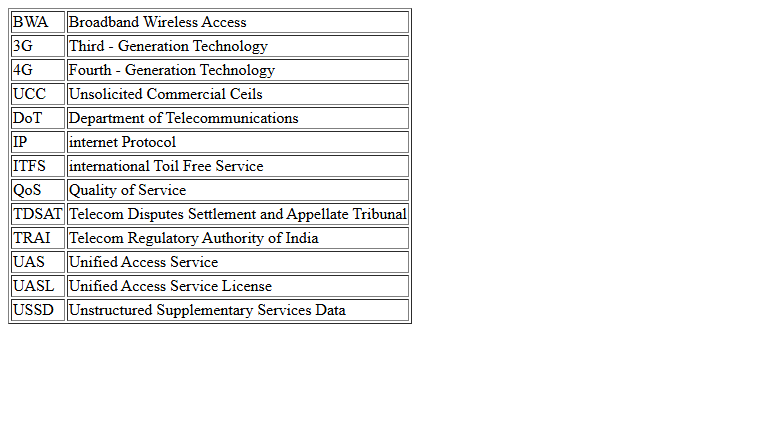 BWA Broadband Wireless Access
3G Third - Generation Technology
4G Fourth - Generation Technology
UCC Unsolicited Commercial Ceils
DoT Department of Telecommunications
IP internet Protocol
ITFS international Toil Free Service
QoS Quality of Service
TDSAT Telecom Disputes Settlement and Appellate Tribunal
TRAI Telecom Regulatory Authority of India
UAS Unified Access Service
UASL Unified Access Service License
USSD Unstructured Supplementary Services Data